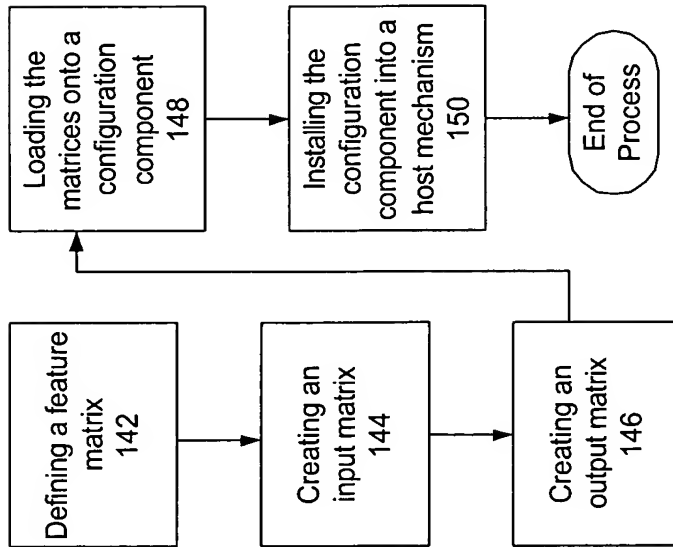 Defining a feature
matrix
142
Creating an
input matrix
144
Creating an
output matrix
146
Loading the
matrices onto a
configuration
component
148
Installing the
configuration
component into a
host mechanism
150
End of
Process